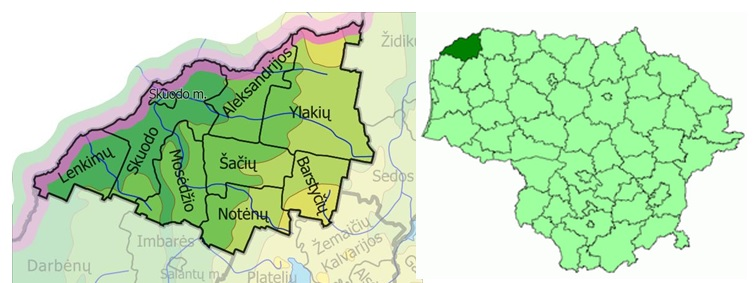 Židikų
Aleksandrijos
Skuodo m.
Ylakių
Lenkimų
Skuodo
Mosėdžio
Šačių
Barstyčių
Sedos
Notėnų
Imbarės
Žemaičių
Kalvarijos
Darbėnų
Salantų m.
Platelių